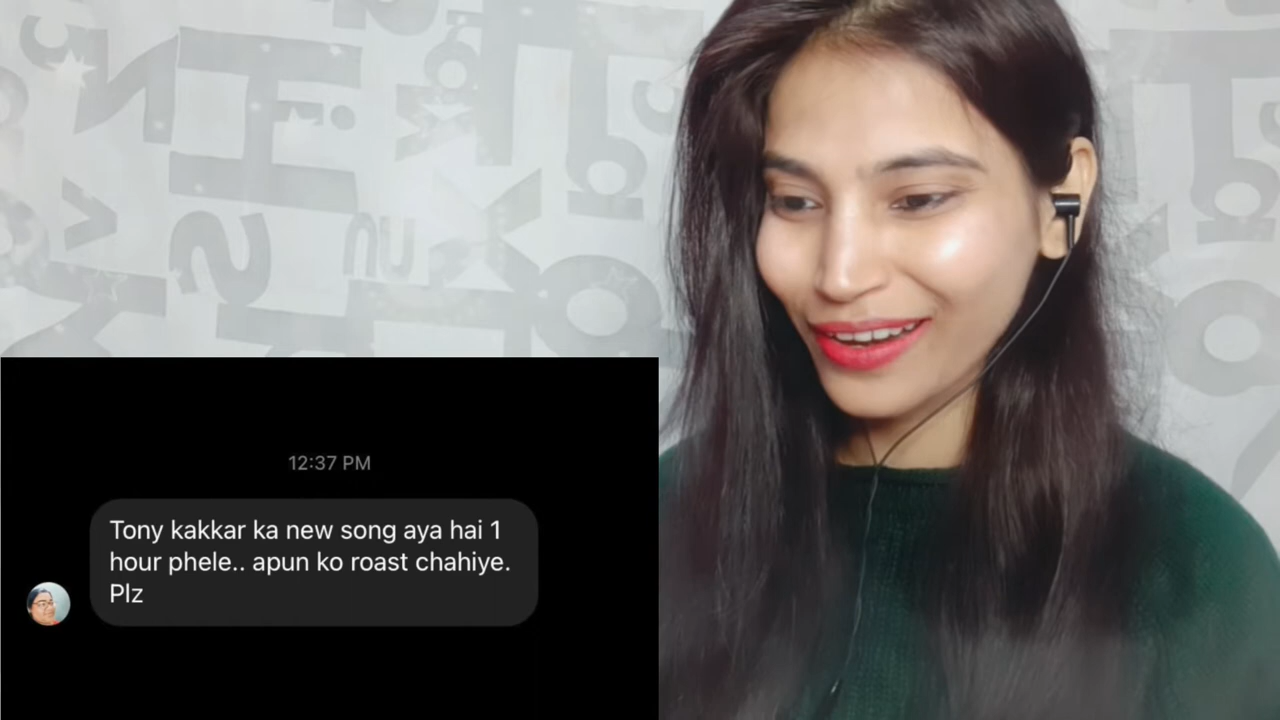 12:37 PM
Tony kakkar ka new song aya hai 1
hour phele.. apun ko roast chahiye.
Plz